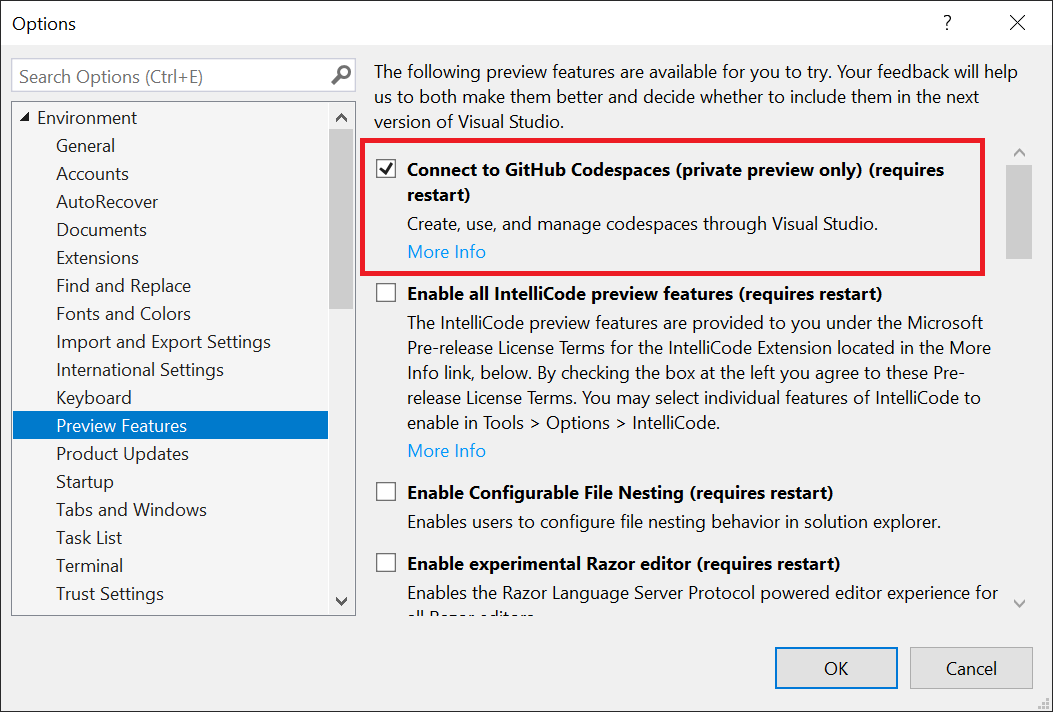 Options
?
Search Options (Ctrl+E)
Environment
General
Accounts
AutoRecover
Documents
Extensions
Find and Replace
Fonts and Colors
Import and Export Settings
International Settings
Keyboard
Preview Features
Product Updates
Startup
Tabs and Windows
Task List
Terminal
Trust Settings
The following preview features are available for you to try. Your feedback will help
us to both make them better and decide whether to include them in the next
version of Visual Studio.
Connect to GitHub Codespaces (private preview only) (requires
restart)
Create, use, and manage codespaces through Visual Studio.
More Info
Enable all IntelliCode preview features (requires restart)
The IntelliCode preview features are provided to you under the Microsoft
Pre-release License Terms for the IntelliCode Extension located in the More
Info link, below. By checking the box at the left you agree to these Pre-
release License Terms. You may select individual features of IntelliCode to
enable in Tools > Options > IntelliCode.
More Info
Enable Configurable File Nesting (requires restart)
Enables users to configure file nesting behavior in solution explorer.
Enable experimental Razor editor (requires restart)
Enables the Razor Language Server Protocol powered editor experience for
all Razor editors.
OK
Cancel